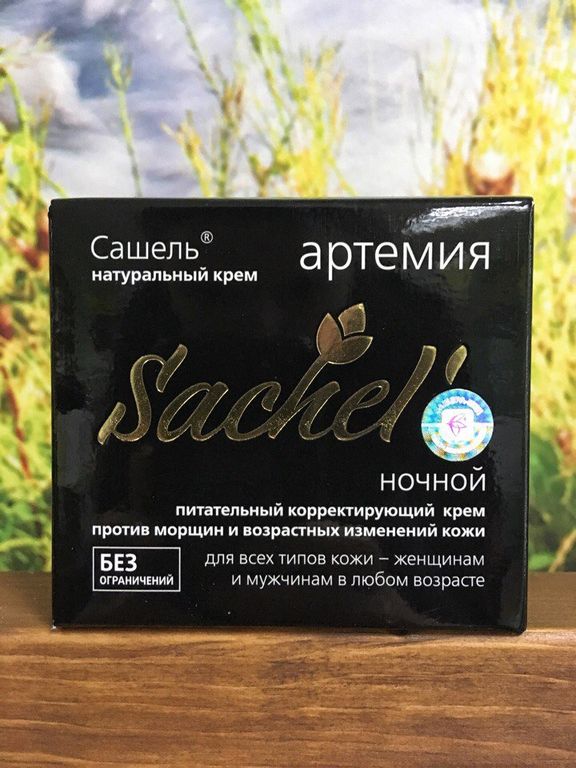 Сашель®
натуральный крем
артемия
Sachel'
ночной
питательный корректирующий крем
против морщин и возрастных изменений кожи
БЕЗ
ОГРАНИЧЕНИЙ
для всех типов кожи – женщинам
и мужчинам в любом возрасте